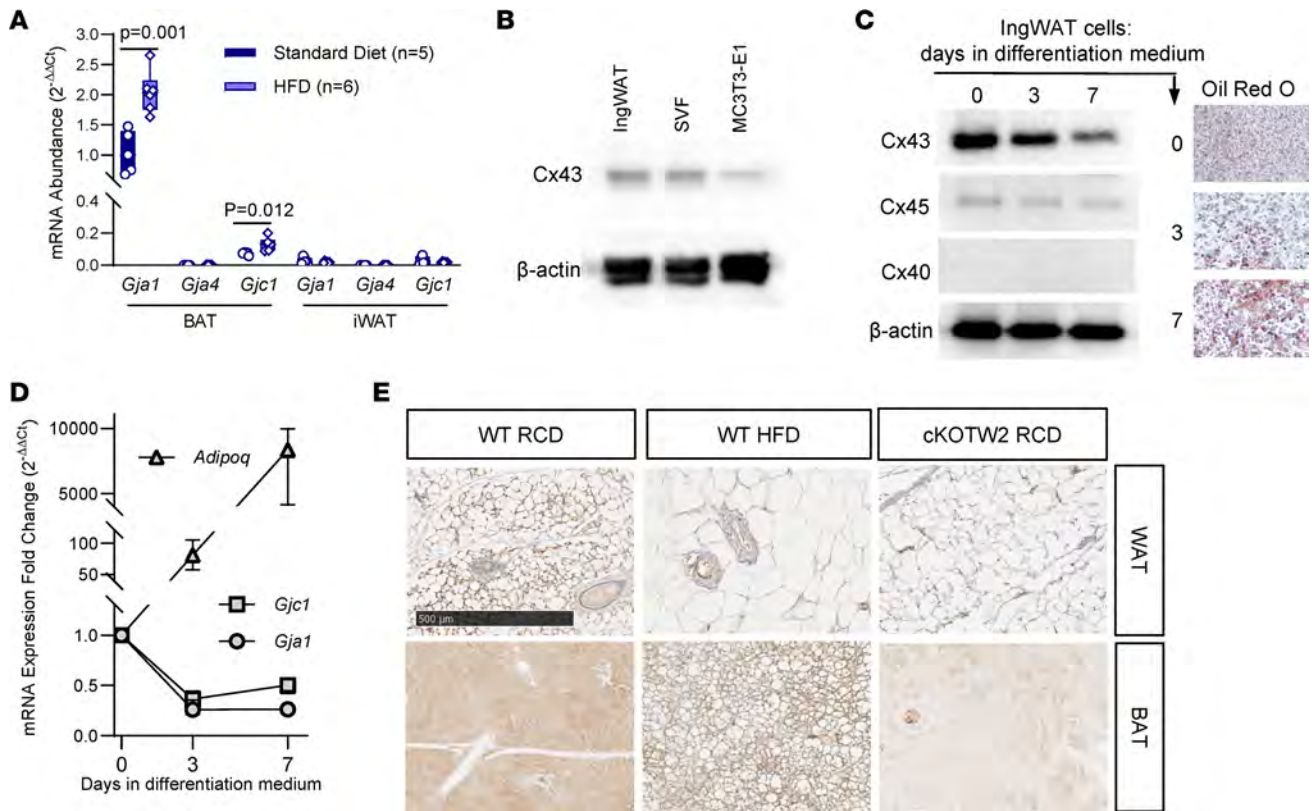 A
p=0.001
Standard Diet (n=5)
HFD (n=6)
mRNA Abundance (2^-ΔΔCt)
2.5
2.0
1.5
1.0
0.4
0.2
0.0
P=0.012
Gja1 Gja4 Gjc1 Gja1 Gja4 Gjc1
BAT iWAT
B
IngWAT
SVF
MC3T3-E1
Cx43
β-actin
C
IngWAT cells:
days in differentiation medium
0 3 7
Oil Red O
Cx43
Cx45
Cx40
β-actin
0
3
7
D
mRNA Expression Fold Change (2^-ΔΔCt)
10000
5000
100
50
1.0
0.5
0.0
Adipoq
Gjc1
Gja1
0 3 7
Days in differentiation medium
E
WT RCD WT HFD cKOTW2 RCD
500 µm
WAT
BAT